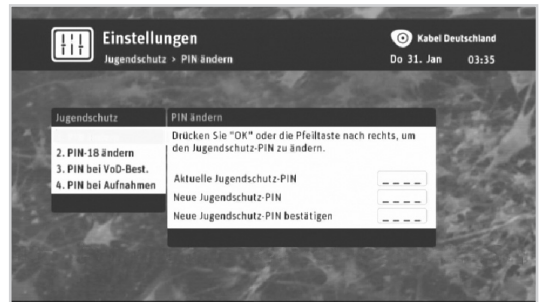 Einstellungen
Jugendschutz > PIN ändern
Kabel Deutschland
Do 31. Jan 03:35
Jugendschutz
2. PIN-18 ändern
3. PIN bei VoD-Best.
4. PIN bei Aufnahmen
PIN ändern
Drücken Sie "OK" oder die Pfeiltaste nach rechts, um
den Jugendschutz-PIN zu ändern.
Aktuelle Jugendschutz-PIN _ _ _ _
Neue Jugendschutz-PIN _ _ _ _
Neue Jugendschutz-PIN bestätigen _ _ _ _